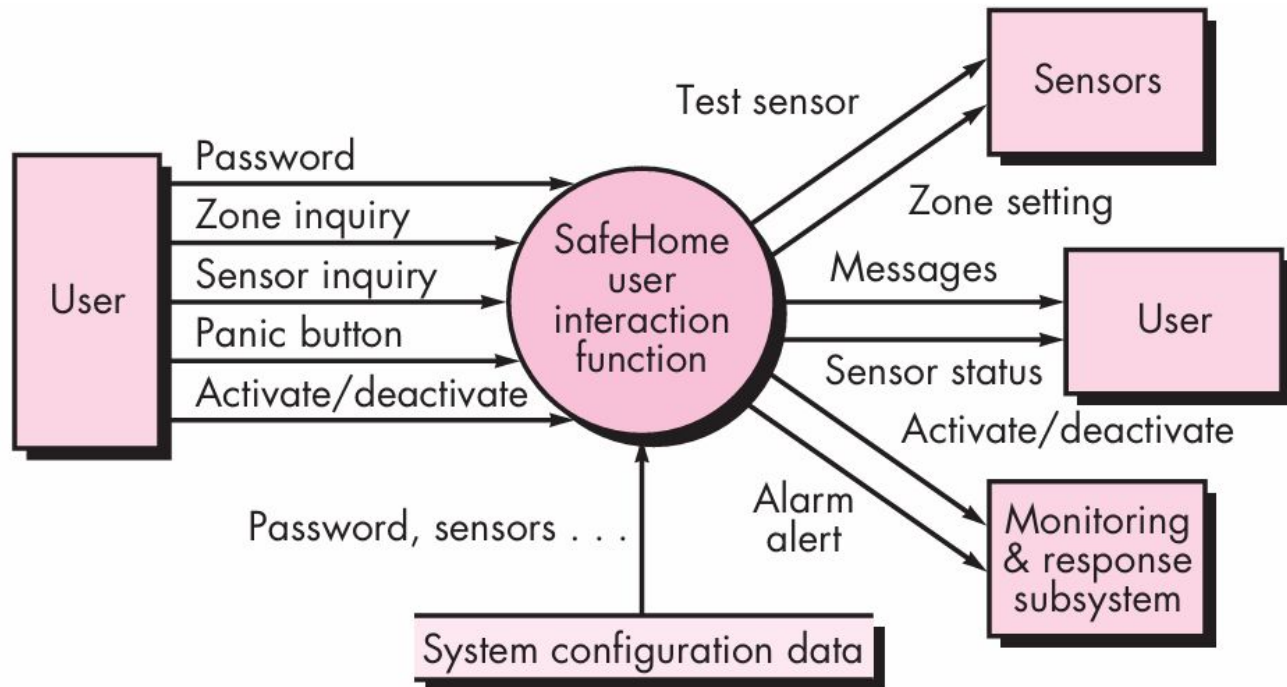 User
Password
Zone inquiry
Sensor inquiry
Panic button
Activate/deactivate
SafeHome
user
interaction
function
Test sensor
Sensors
Zone setting
Messages
User
Sensor status
Activate/deactivate
Alarm
alert
Monitoring
& response
subsystem
Password, sensors . . .
System configuration data